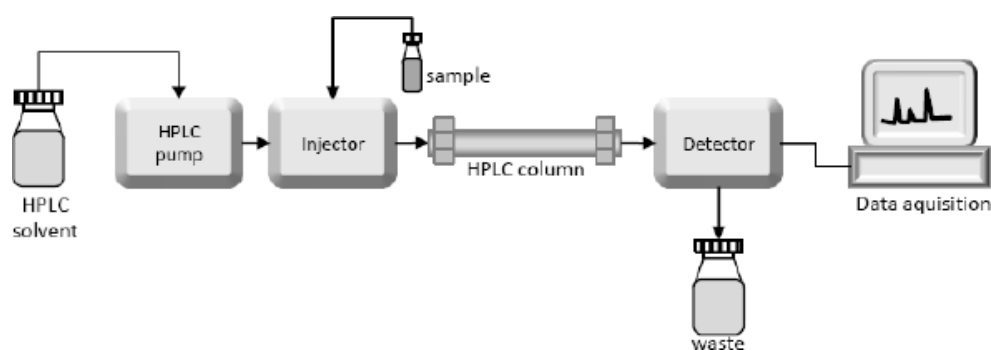 HPLC
solvent
HPLC
pump
Injector
sample
HPLC column
Detector
waste
Data aquisition